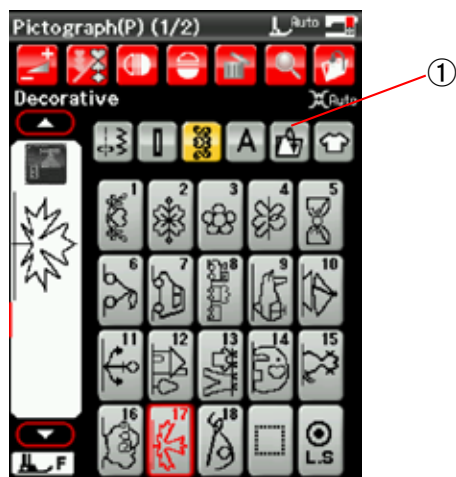 Pictograph(P) (1/2) Auto
①
Decorative Auto
A
1 2 3 4 5
6 7 8 9 10
11 12 13 14 15
16 17 18 L.S
F